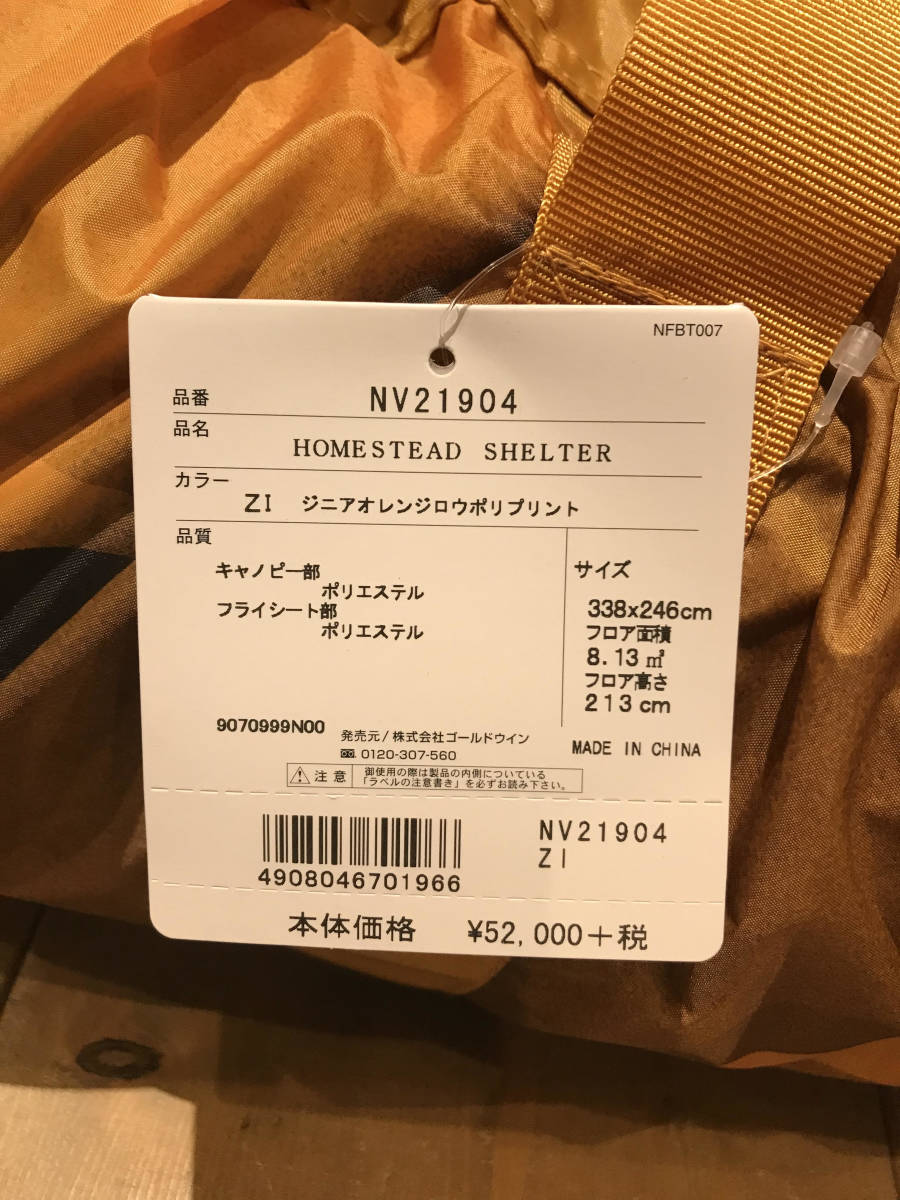 NFBT007
品番 NV21904
品名
HOMESTEAD SHELTER
カラー
ZI ジニアオレンジロウポリプリント
品質
キャノピー部
ポリエステル
フライシート部
ポリエステル
サイズ
338x246cm
フロア面積
8.13㎡
フロア高さ
213cm
9070999N00
発売元/株式会社ゴールドウイン
0120-307-560
MADE IN CHINA
注意
御使用の際は製品の内側についている
「ラベルの注意書き」を必ずお読み下さい。
4908046701966
NV21904
ZI
本体価格 ¥52,000+税